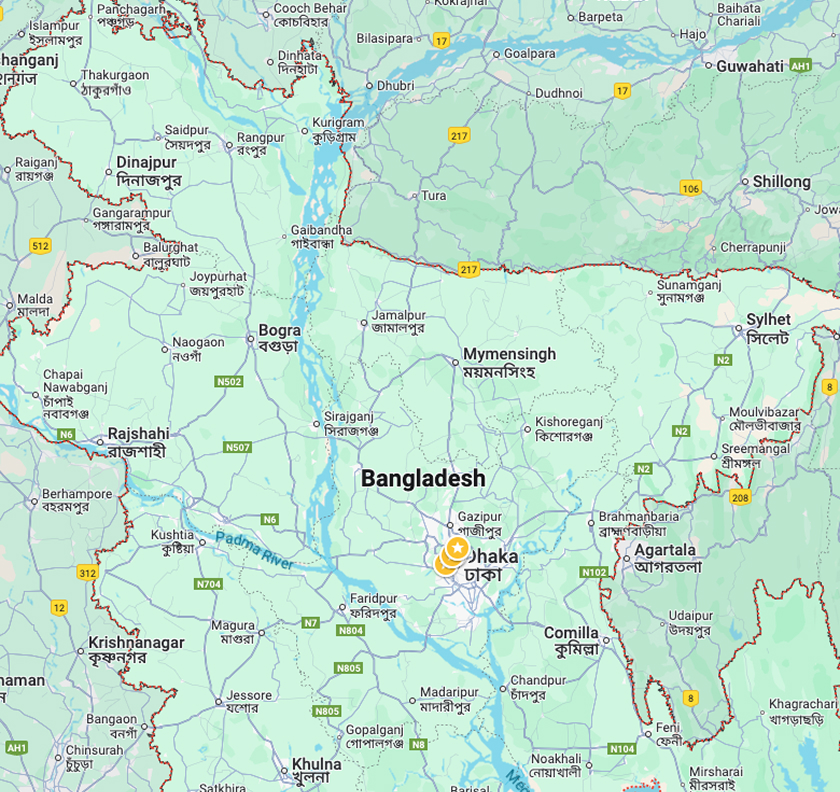 Kokrajhar
Panchagarh
পঞ্চগড়
Cooch Behar
কোচবিহার
Barpeta
Baihata
Chariali
Islampur
ইসলামপুর
Bilasipara
17
Hajo
Goalpara
Dinhata
দিনহাটা
Guwahati
AH1
Thakurgaon
ঠাকুরগাঁও
Dhubri
Dudhnoi
17
Kurigram
কুড়িগ্রাম
Saidpur
সৈয়দপুর
Rangpur
রংপুর
217
Raiganj
রায়গঞ্জ
Dinajpur
দিনাজপুর
Tura
106
Shillong
Gangarampur
গঙ্গারামপুর
Gaibandha
গাইবান্ধা
512
Balurghat
বালুরঘাট
Cherrapunji
217
Joypurhat
জয়পুরহাট
Sunamganj
সুনামগঞ্জ
Malda
মালদা
Jamalpur
জামালপুর
Sylhet
সিলেট
Bogra
বগুড়া
Naogaon
নওগাঁ
Mymensingh
ময়মনসিংহ
N2
Chapai
Nawabganj
চাঁপাই
নবাবগঞ্জ
N502
8
Sirajganj
সিরাজগঞ্জ
Kishoreganj
কিশোরগঞ্জ
Moulvibazar
মৌলভীবাজার
N6
Rajshahi
রাজশাহী
N507
N2
Sreemangal
শ্রীমঙ্গল
N2
Bangladesh
Berhampore
বহরমপুর
208
N6
Gazipur
গাজীপুর
Brahmanbaria
ব্রাহ্মণবাড়িয়া
Kushtia
কুষ্টিয়া
Padma River
Dhaka
ঢাকা
Agartala
আগরতলা
312
N704
N102
12
Faridpur
ফরিদপুর
Udaipur
উদয়পুর
N7
Magura
মাগুরা
N804
Krishnanagar
কৃষ্ণনগর
Comilla
কুমিল্লা
N805
Chandpur
চাঁদপুর
Jessore
যশোর
Madaripur
মাদারীপুর
8
N805
Bangaon
বনগাঁ
Gopalganj
গোপালগঞ্জ
Feni
ফেনী
AH1
Chinsurah
চুঁচুড়া
N8
N104
Khulna
খুলনা
Noakhali
নোয়াখালী
Mirsharai
মীরসরাই
Satkhira
Barisal